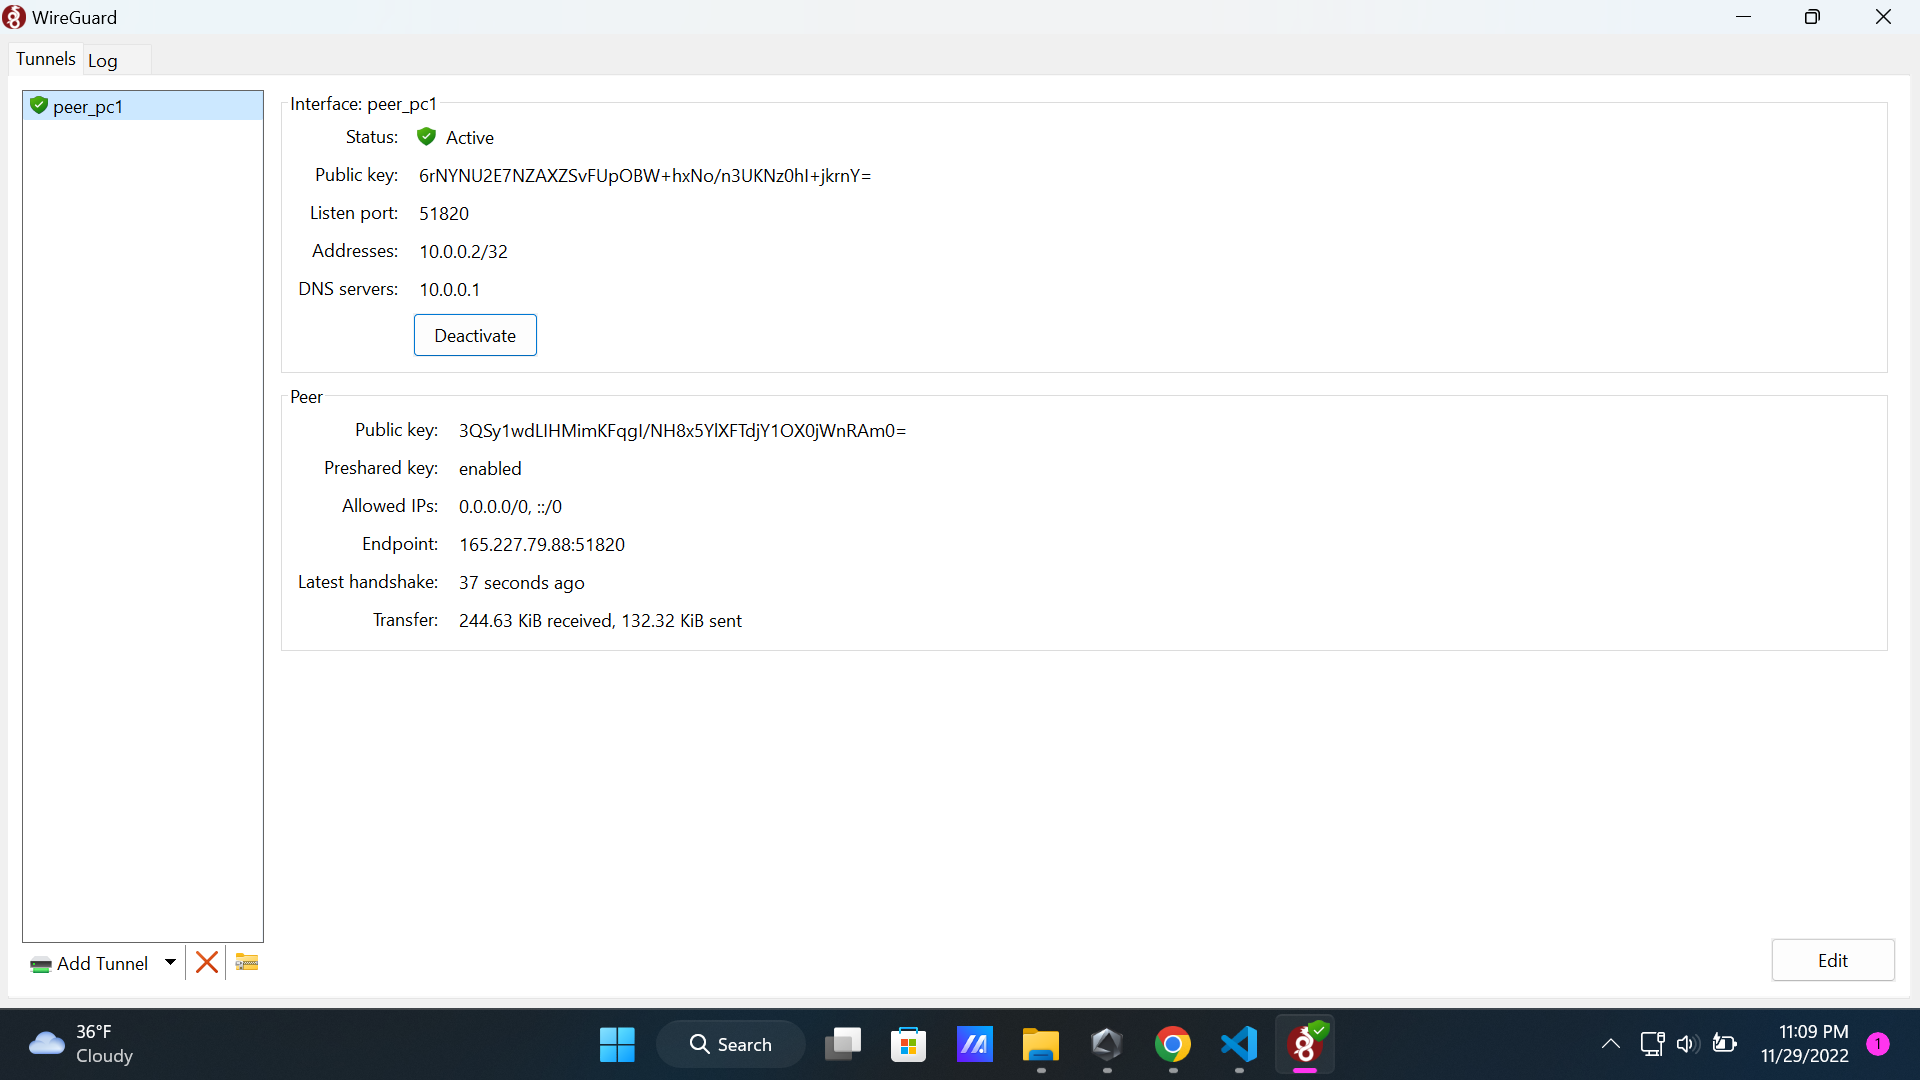 WireGuard
Tunnels Log
peer_pc1
Interface: peer_pc1
Status: Active
Public key: 6rNYNU2E7NZAXZSvFUpOBW+hxNo/n3UKNz0hI+jkrnY=
Listen port: 51820
Addresses: 10.0.0.2/32
DNS servers: 10.0.0.1
Deactivate
Peer
Public key: 3QSy1wdLIHMimKFqgI/NH8x5YlXFTdjY1OX0jWnRAm0=
Preshared key: enabled
Allowed IPs: 0.0.0.0/0, ::/0
Endpoint: 165.227.79.88:51820
Latest handshake: 37 seconds ago
Transfer: 244.63 KiB received, 132.32 KiB sent
Add Tunnel
Edit
36°F
Cloudy
Search
11:09 PM
11/29/2022
1